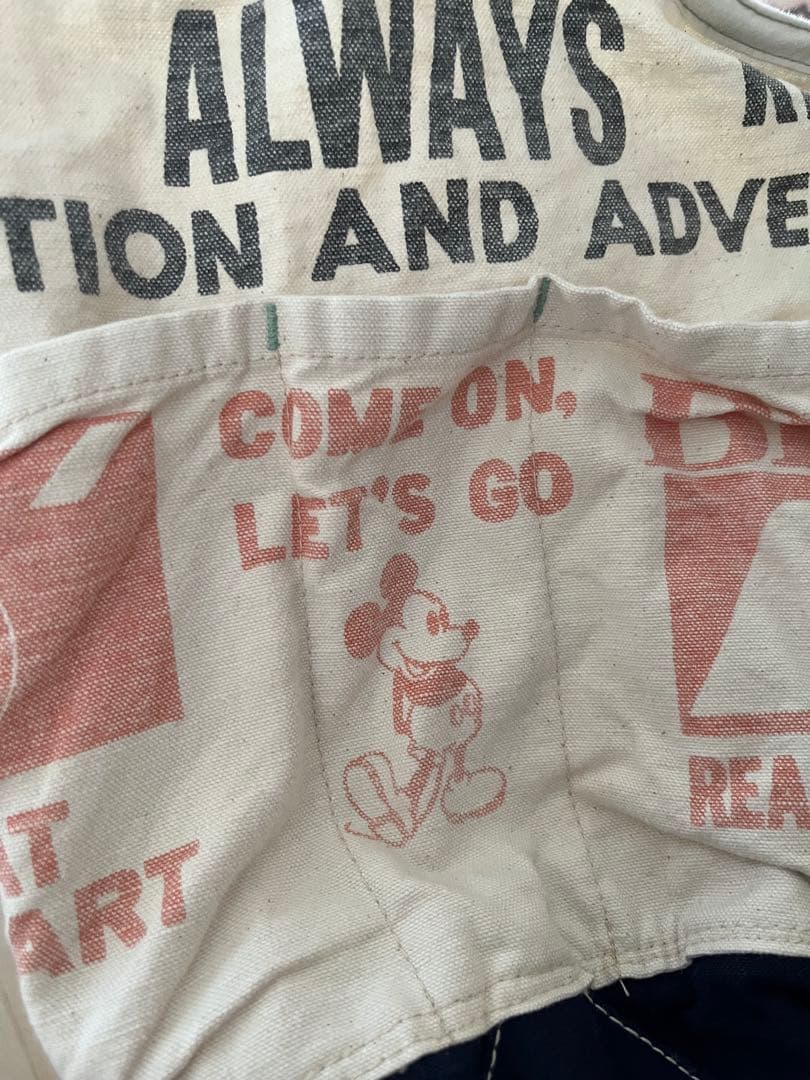 ALWAYS
TION AND ADVE
COME ON,
LET'S GO
REA
AT
ART